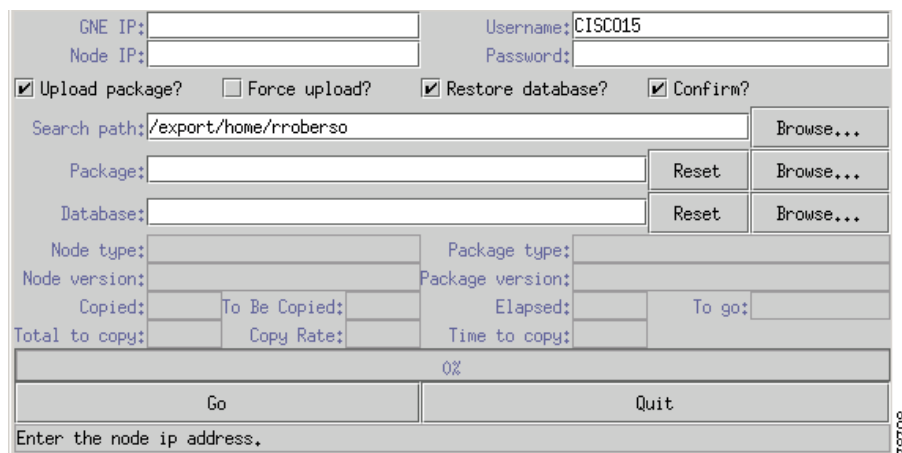 GNE IP: Username: CISCO15
Node IP: Password:
Upload package? Force upload? Restore database? Confirm?
Search path: /export/home/rroberso Browse...
Package: Reset Browse...
Database: Reset Browse...
Node type: Package type:
Node version: Package version:
Copied: To Be Copied: Elapsed: To go:
Total to copy: Copy Rate: Time to copy:
0%
Go Quit
Enter the node ip address.